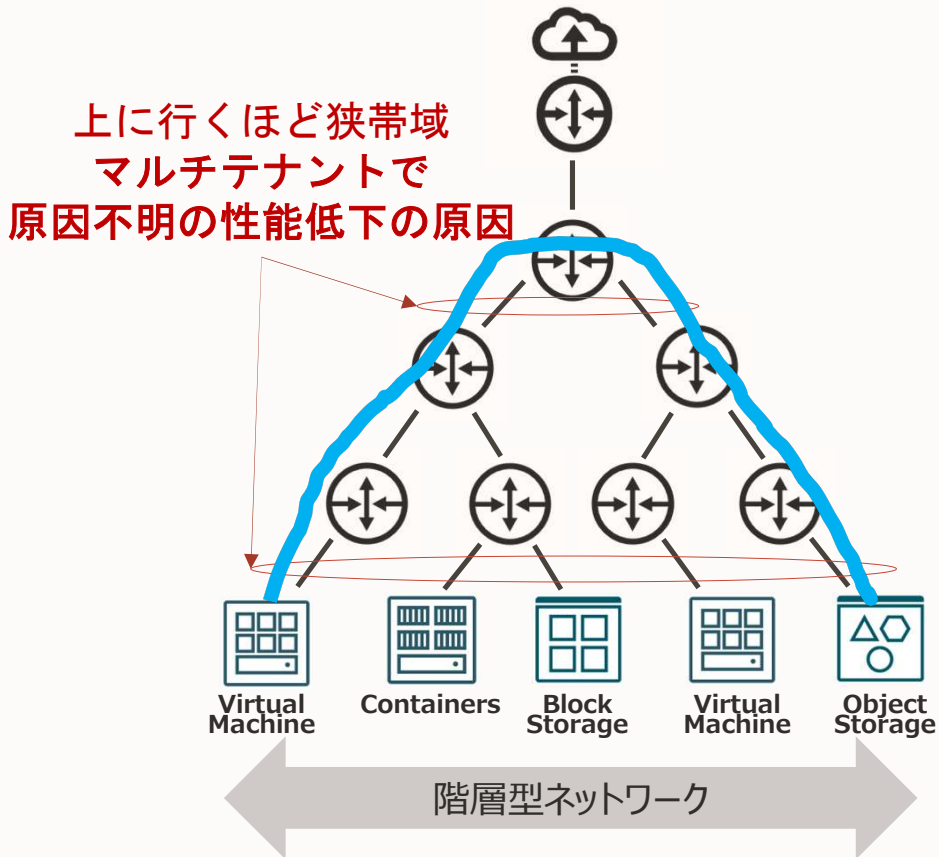 上に行くほど狭帯域
マルチテナントで
原因不明の性能低下の原因
Virtual
Machine
Containers
Block
Storage
Virtual
Machine
Object
Storage
階層型ネットワーク